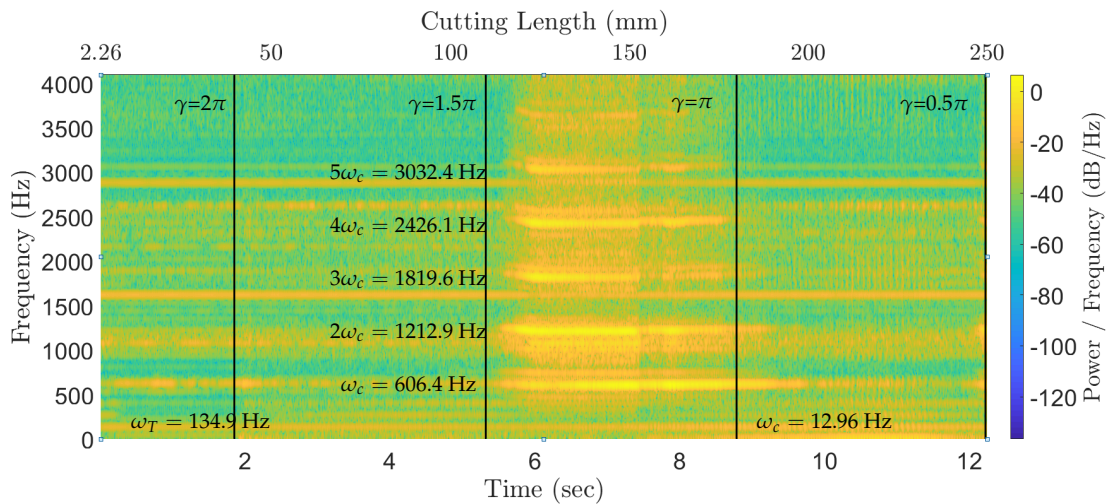 Cutting Length (mm)
2.26 50 100 150 200 250
4000
3500
3000
2500
2000
1500
1000
500
0
Frequency (Hz)
γ=2π γ=1.5π γ=π γ=0.5π
5ω_c = 3032.4 Hz
4ω_c = 2426.1 Hz
3ω_c = 1819.6 Hz
2ω_c = 1212.9 Hz
ω_c = 606.4 Hz
ω_T = 134.9 Hz ω_c = 12.96 Hz
2 4 6 8 10 12
Time (sec)
0
-20
-40
-60
-80
-100
-120
Power / Frequency (dB/Hz)